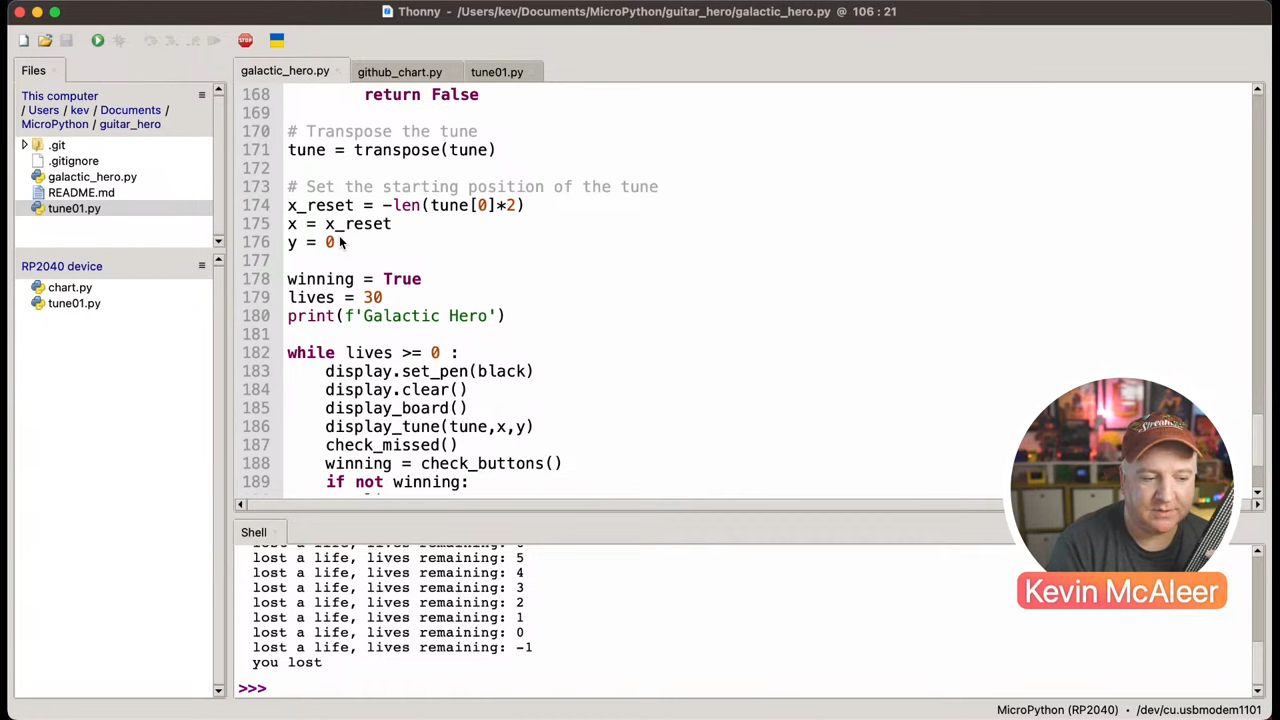 Thonny - /Users/kev/Documents/MicroPython/guitar_hero/galactic_hero.py @ 106 : 21
STOP
Files
This computer
/ Users / kev / Documents /
MicroPython / guitar_hero
.git
.gitignore
galactic_hero.py
README.md
tune01.py
RP2040 device
chart.py
tune01.py
galactic_hero.py
github_chart.py
tune01.py
168 return False
169
170 # Transpose the tune
171 tune = transpose(tune)
172
173 # Set the starting position of the tune
174 x_reset = -len(tune[0]*2)
175 x = x_reset
176 y = 0
177
178 winning = True
179 lives = 30
180 print(f'Galactic Hero')
181
182 while lives >= 0 :
183 display.set_pen(black)
184 display.clear()
185 display_board()
186 display_tune(tune,x,y)
187 check_missed()
188 winning = check_buttons()
189 if not winning:
Shell
lost a life, lives remaining: 5
lost a life, lives remaining: 4
lost a life, lives remaining: 3
lost a life, lives remaining: 2
lost a life, lives remaining: 1
lost a life, lives remaining: 0
lost a life, lives remaining: -1
you lost
>>>
Kevin McAleer
MicroPython (RP2040) • /dev/cu.usbmodem1101